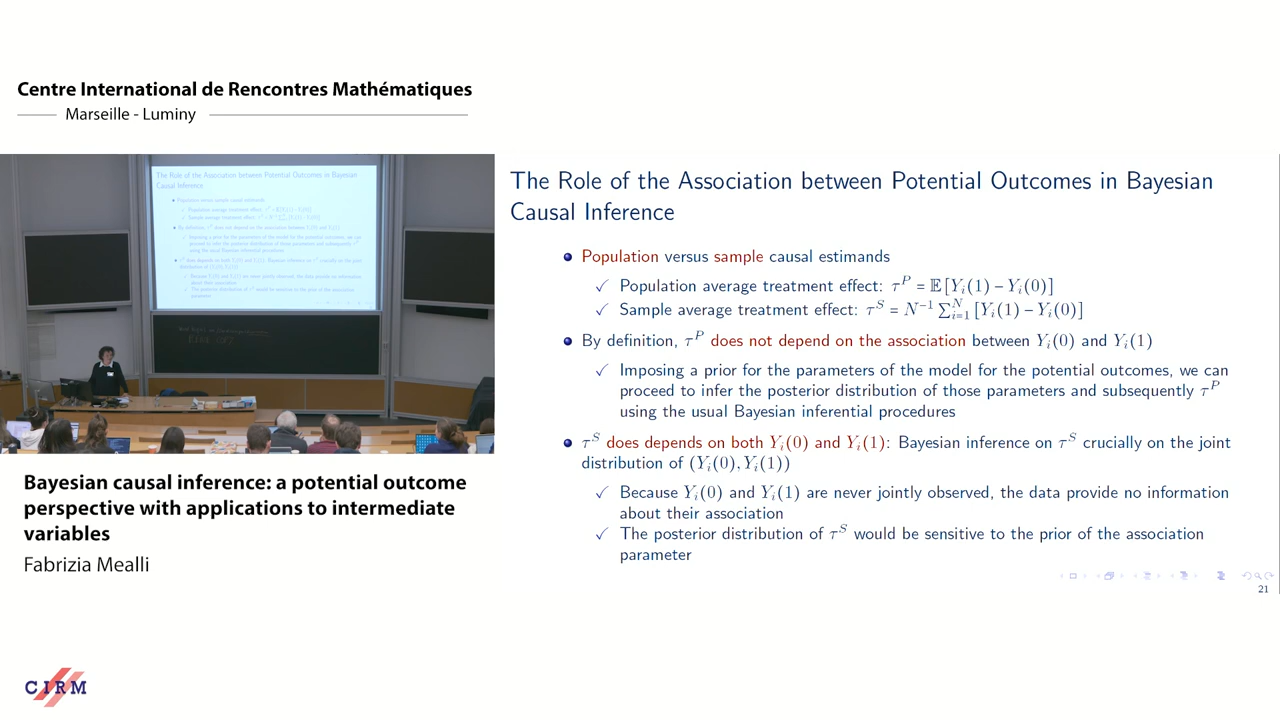 Centre International de Rencontres Mathématiques
Marseille - Luminy
The Role of the Association between Potential Outcomes in Bayesian
Causal Inference
Population versus sample causal estimands
✓ Population average treatment effect: τ^P = 𝔼[Y_i(1) − Y_i(0)]
✓ Sample average treatment effect: τ^S = N^{−1} ∑_{i=1}^N [Y_i(1) − Y_i(0)]
By definition, τ^P does not depend on the association between Y_i(0) and Y_i(1)
✓ Imposing a prior for the parameters of the model for the potential outcomes, we can
proceed to infer the posterior distribution of those parameters and subsequently τ^P
using the usual Bayesian inferential procedures
τ^S does depends on both Y_i(0) and Y_i(1): Bayesian inference on τ^S crucially on the joint
distribution of (Y_i(0), Y_i(1))
✓ Because Y_i(0) and Y_i(1) are never jointly observed, the data provide no information
about their association
✓ The posterior distribution of τ^S would be sensitive to the prior of the association
parameter
21
Bayesian causal inference: a potential outcome
perspective with applications to intermediate
variables
Fabrizia Mealli
CIRM